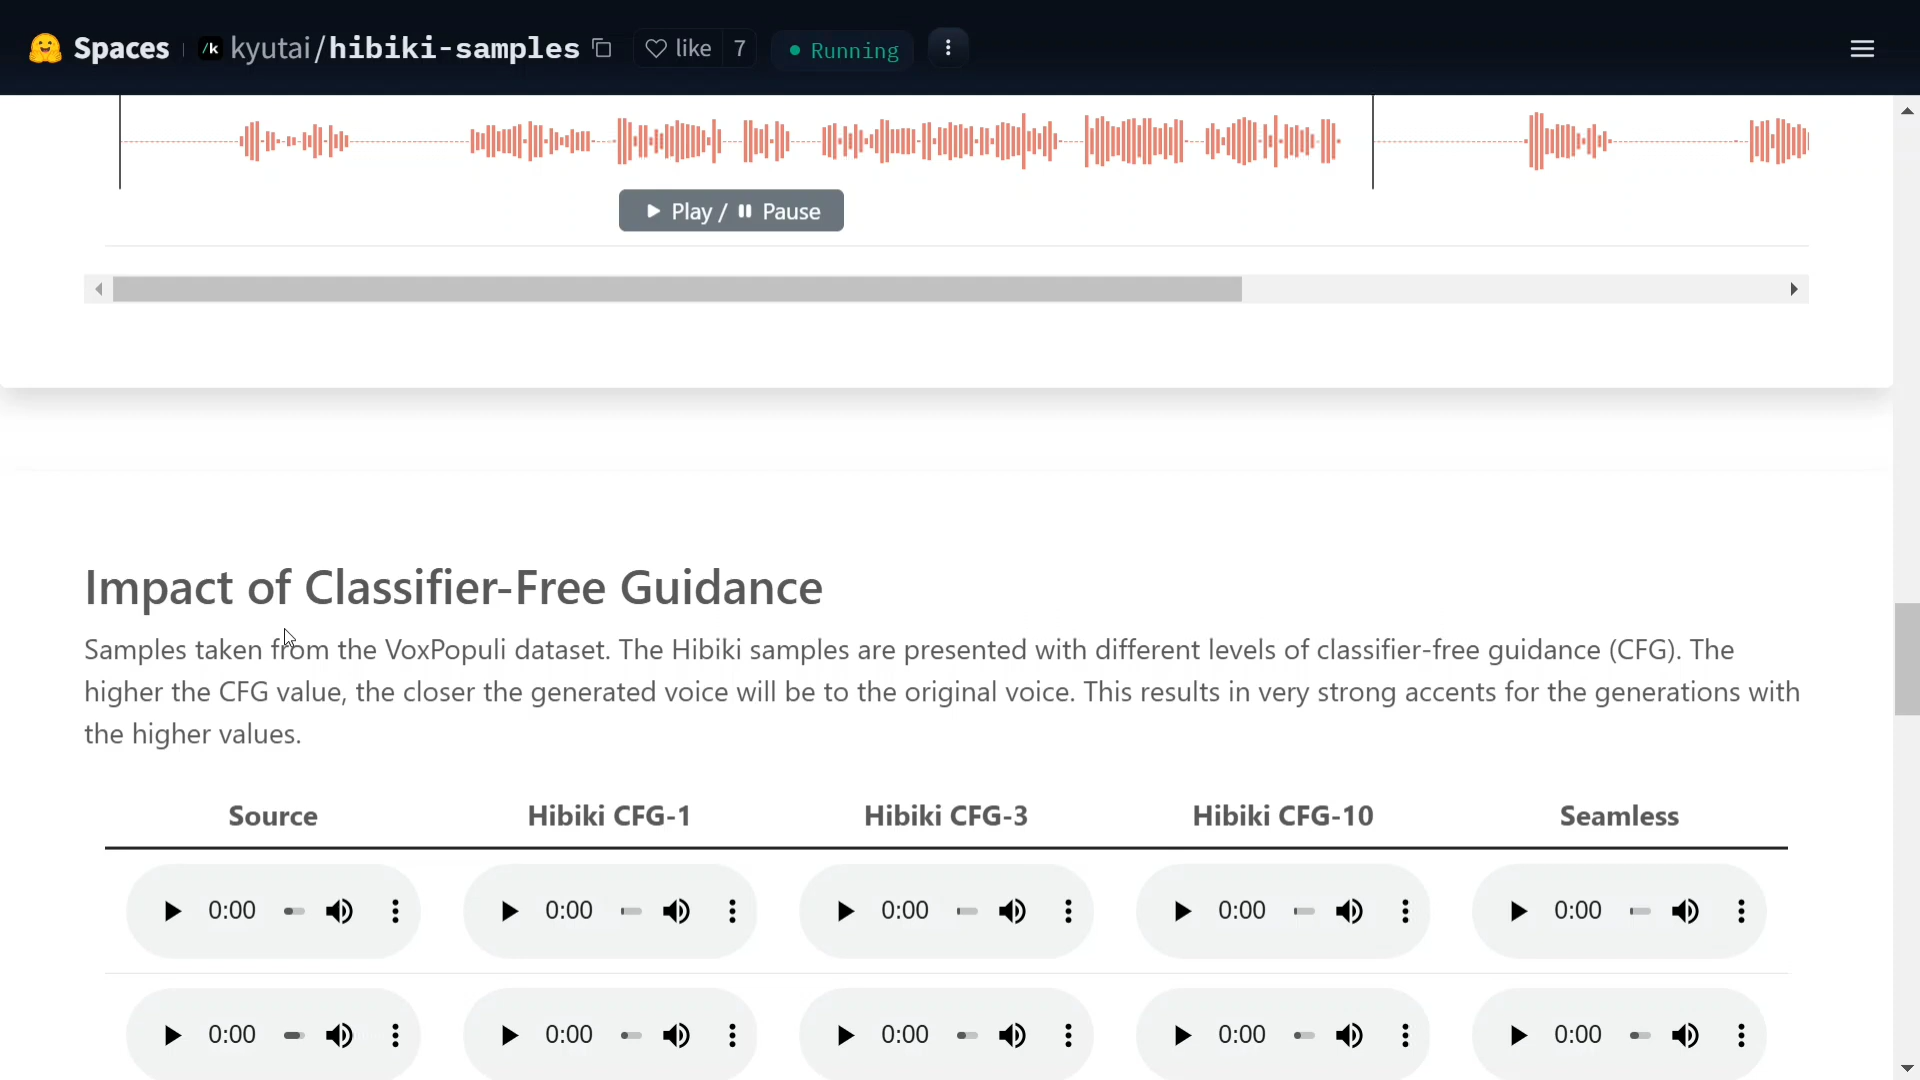 Spaces /k kyutai/hibiki-samples like 7 Running
Play / Pause
Impact of Classifier-Free Guidance
Samples taken from the VoxPopuli dataset. The Hibiki samples are presented with different levels of classifier-free guidance (CFG). The
higher the CFG value, the closer the generated voice will be to the original voice. This results in very strong accents for the generations with
the higher values.
Source Hibiki CFG-1 Hibiki CFG-3 Hibiki CFG-10 Seamless
0:00 0:00 0:00 0:00 0:00
0:00 0:00 0:00 0:00 0:00